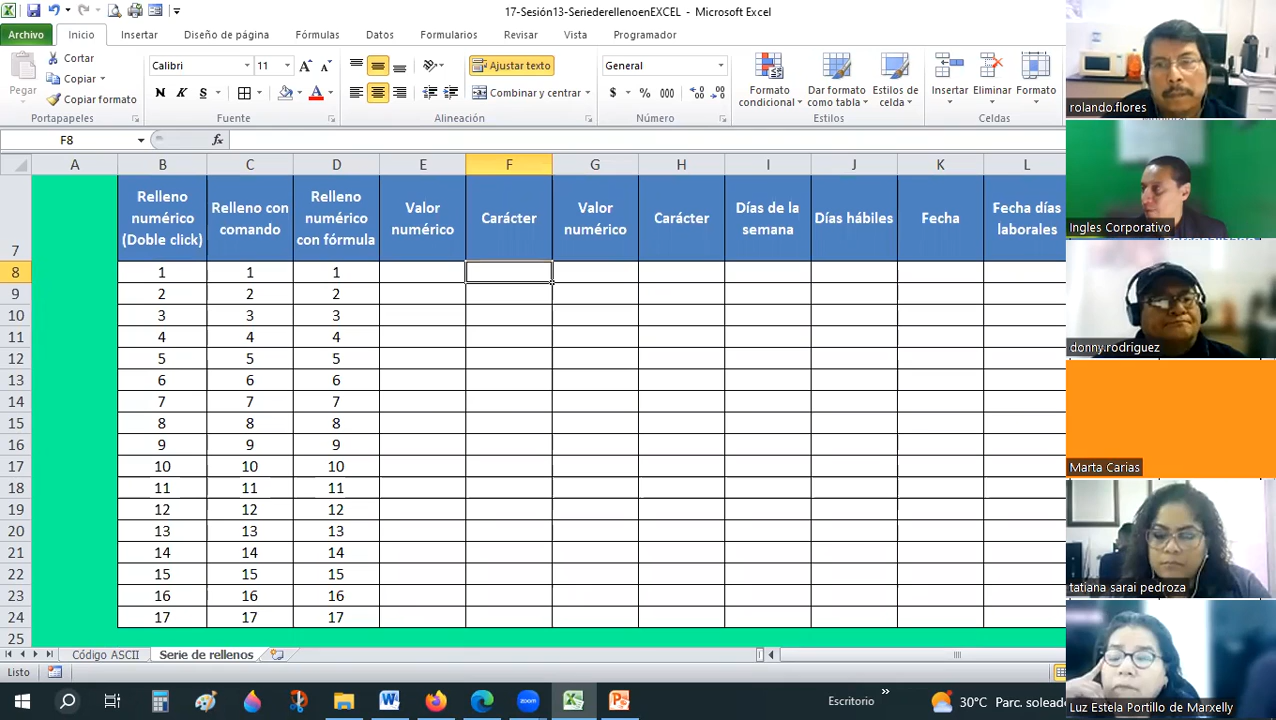 17-Sesión13-SeriederellenoenEXCEL - Microsoft Excel
Archivo Inicio Insertar Diseño de página Fórmulas Datos Formularios Revisar Vista Programador
Pegar
Cortar
Copiar
Copiar formato
Portapapeles
Calibri 11
N K S A
Fuente
Ajustar texto
Combinar y centrar
Alineación
General
$ % 000
Número
Formato condicional
Dar formato como tabla
Estilos de celda
Estilos
Insertar Eliminar Formato
Celdas
F8 fx
A B C D E F G H I J K L
7 Relleno numérico (Doble click) Relleno con comando Relleno numérico con fórmula Valor numérico Carácter Valor numérico Carácter Días de la semana Días hábiles Fecha Fecha días laborales
8 1 1 1
9 2 2 2
10 3 3 3
11 4 4 4
12 5 5 5
13 6 6 6
14 7 7 7
15 8 8 8
16 9 9 9
17 10 10 10
18 11 11 11
19 12 12 12
20 13 13 13
21 14 14 14
22 15 15 15
23 16 16 16
24 17 17 17
25
Código ASCII Serie de rellenos
Listo
zoom
Escritorio »
30°C Parc. soleado
rolando.flores
Ingles Corporativo
donny.rodriguez
Marta Carias
tatiana sarai pedroza
Luz Estela Portillo de Marxelly